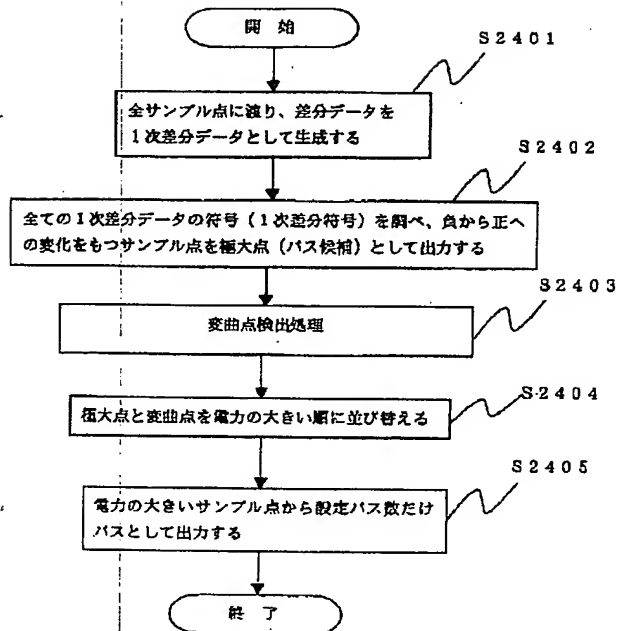 開 始
S2401
全サンプル点に渡り、差分データを
1次差分データとして生成する
S2402
全ての1次差分データの符号(1次差分符号)を調べ、負から正へ
の変化をもつサンプル点を極大点(パス候補)として出力する
S2403
変曲点検出処理
S2404
極大点と変曲点を電力の大きい順に並び替える
S2405
電力の大きいサンプル点から設定パス数だけ
パスとして出力する
終 了